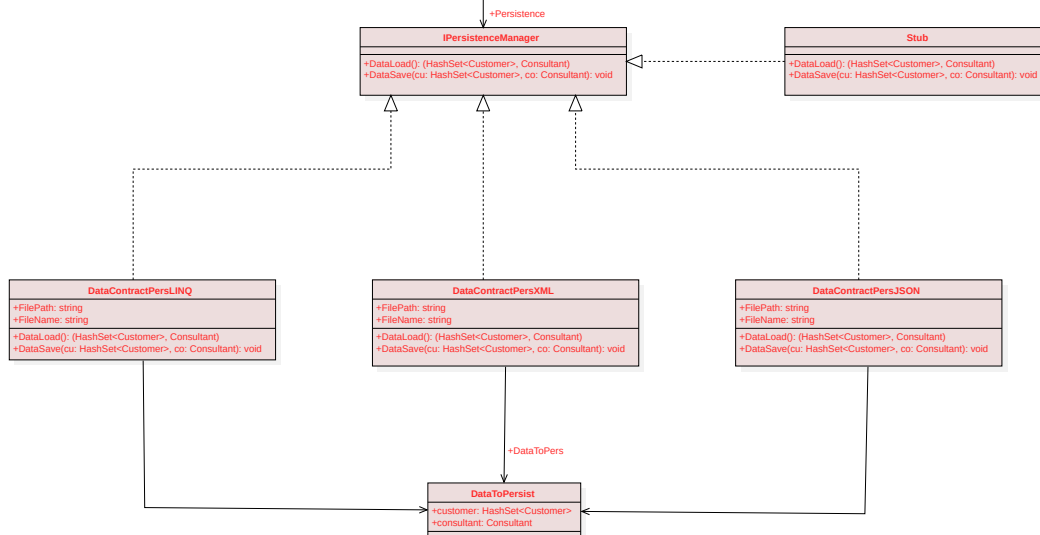 +Persistence
IPersistenceManager
+DataLoad(): (HashSet<Customer>, Consultant)
+DataSave(cu: HashSet<Customer>, co: Consultant): void
Stub
+DataLoad(): (HashSet<Customer>, Consultant)
+DataSave(cu: HashSet<Customer>, co: Consultant): void
DataContractPersLINQ
+FilePath: string
+FileName: string
+DataLoad(): (HashSet<Customer>, Consultant)
+DataSave(cu: HashSet<Customer>, co: Consultant): void
DataContractPersXML
+FilePath: string
+FileName: string
+DataLoad(): (HashSet<Customer>, Consultant)
+DataSave(cu: HashSet<Customer>, co: Consultant): void
DataContractPersJSON
+FilePath: string
+FileName: string
+DataLoad(): (HashSet<Customer>, Consultant)
+DataSave(cu: HashSet<Customer>, co: Consultant): void
+DataToPers
DataToPersist
+customer: HashSet<Customer>
+consultant: Consultant